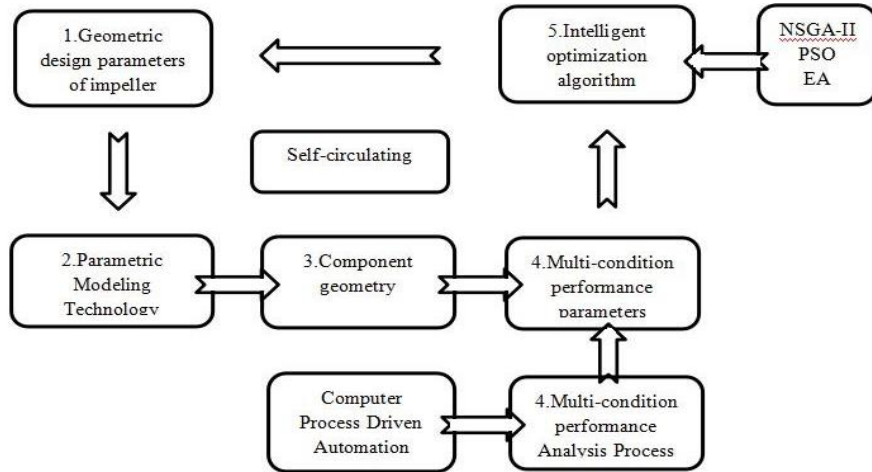 1.Geometric
design parameters
of impeller
5.Intelligent
optimization
algorithm
NSGA-II
PSO
EA
Self-circulating
2.Parametric
Modeling
Technology
3.Component
geometry
4.Multi-condition
performance
parameters
Computer
Process Driven
Automation
4.Multi-condition
performance
Analysis Process